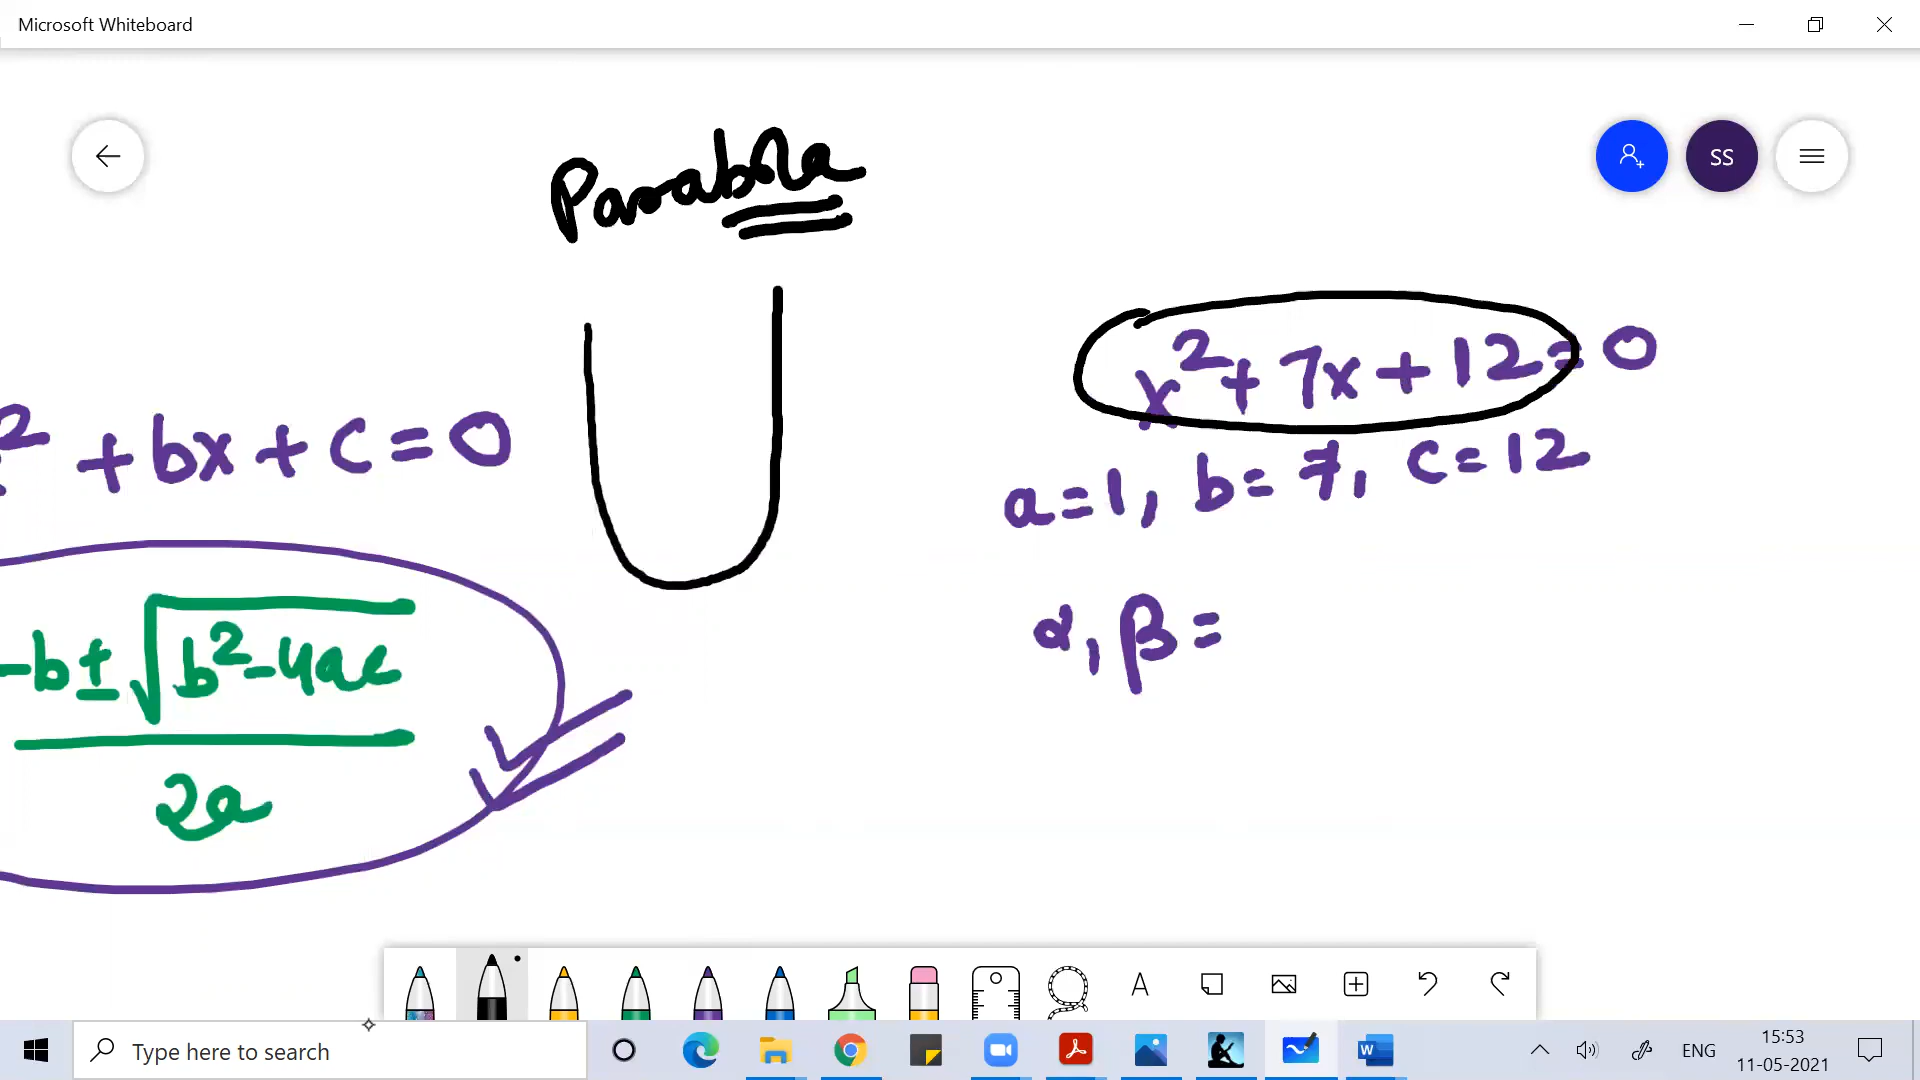 Microsoft Whiteboard
Parabola
SS
x² + 7x + 12 = 0
² + bx + c = 0
a = 1, b = 7, c = 12
-b ± √b² - 4ac
2a
α, β =
A
Type here to search
ENG
15:53
11-05-2021